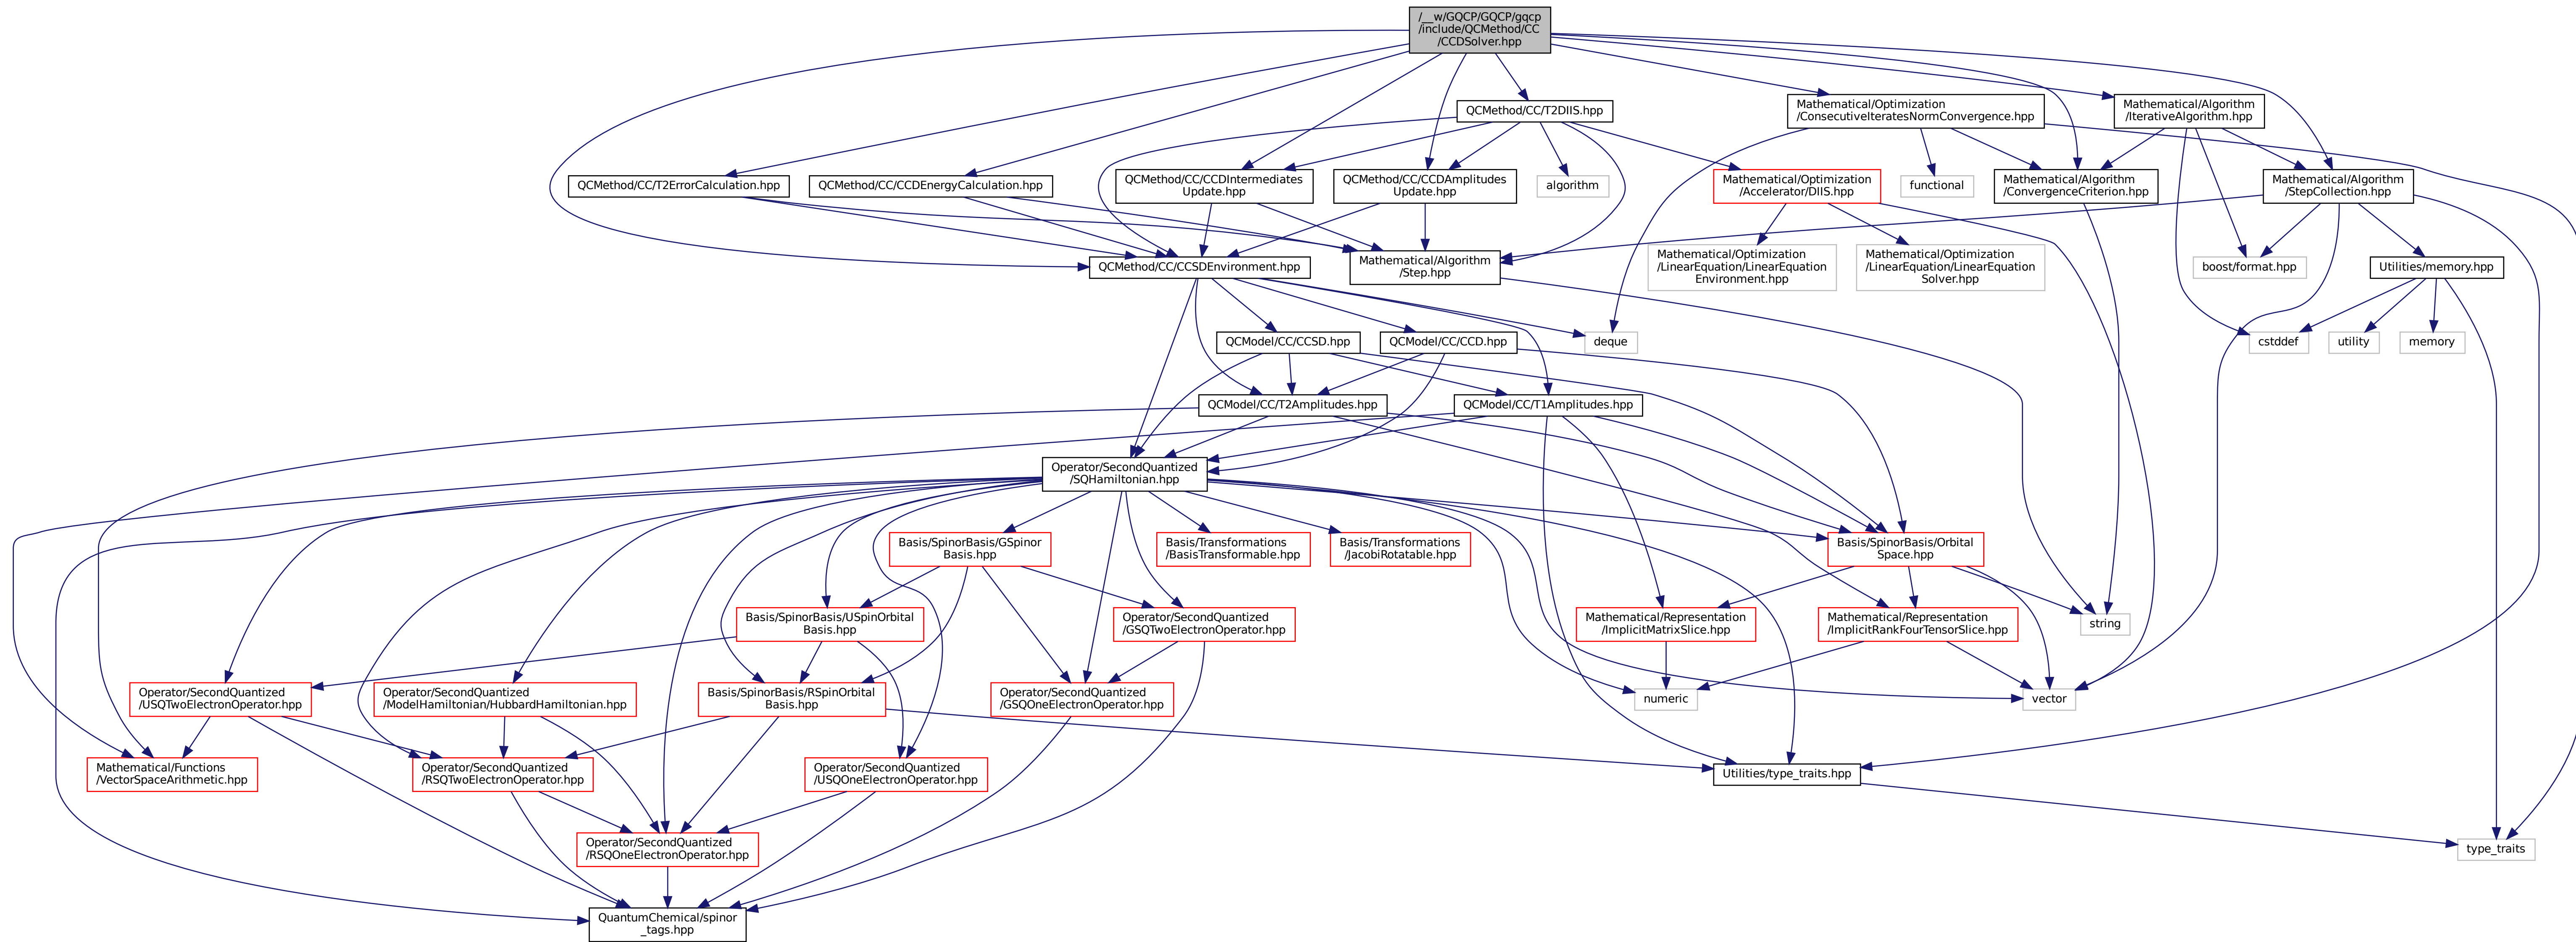 /__w/GQCP/GQCP/gqcp
/include/QCMethod/CC
/CCDSolver.hpp
QCMethod/CC/T2DIIS.hpp
Mathematical/Optimization
/ConsecutiveIteratesNormConvergence.hpp
Mathematical/Algorithm
/IterativeAlgorithm.hpp
QCMethod/CC/T2ErrorCalculation.hpp
QCMethod/CC/CCDEnergyCalculation.hpp
QCMethod/CC/CCDIntermediates
Update.hpp
QCMethod/CC/CCDAmplitudes
Update.hpp
algorithm
Mathematical/Optimization
/Accelerator/DIIS.hpp
functional
Mathematical/Algorithm
/ConvergenceCriterion.hpp
Mathematical/Algorithm
/StepCollection.hpp
QCMethod/CC/CCSDEnvironment.hpp
Mathematical/Algorithm
/Step.hpp
Mathematical/Optimization
/LinearEquation/LinearEquation
Environment.hpp
Mathematical/Optimization
/LinearEquation/LinearEquation
Solver.hpp
boost/format.hpp
Utilities/memory.hpp
QCModel/CC/CCSD.hpp
QCModel/CC/CCD.hpp
deque
cstddef
utility
memory
QCModel/CC/T2Amplitudes.hpp
QCModel/CC/T1Amplitudes.hpp
Operator/SecondQuantized
/SQHamiltonian.hpp
Basis/SpinorBasis/GSpinor
Basis.hpp
Basis/Transformations
/BasisTransformable.hpp
Basis/Transformations
/JacobiRotatable.hpp
Basis/SpinorBasis/Orbital
Space.hpp
Basis/SpinorBasis/USpinOrbital
Basis.hpp
Operator/SecondQuantized
/GSQTwoElectronOperator.hpp
Mathematical/Representation
/ImplicitMatrixSlice.hpp
Mathematical/Representation
/ImplicitRankFourTensorSlice.hpp
string
Operator/SecondQuantized
/USQTwoElectronOperator.hpp
Operator/SecondQuantized
/ModelHamiltonian/HubbardHamiltonian.hpp
Basis/SpinorBasis/RSpinOrbital
Basis.hpp
Operator/SecondQuantized
/GSQOneElectronOperator.hpp
numeric
vector
Mathematical/Functions
/VectorSpaceArithmetic.hpp
Operator/SecondQuantized
/RSQTwoElectronOperator.hpp
Operator/SecondQuantized
/USQOneElectronOperator.hpp
Utilities/type_traits.hpp
Operator/SecondQuantized
/RSQOneElectronOperator.hpp
type_traits
QuantumChemical/spinor
_tags.hpp